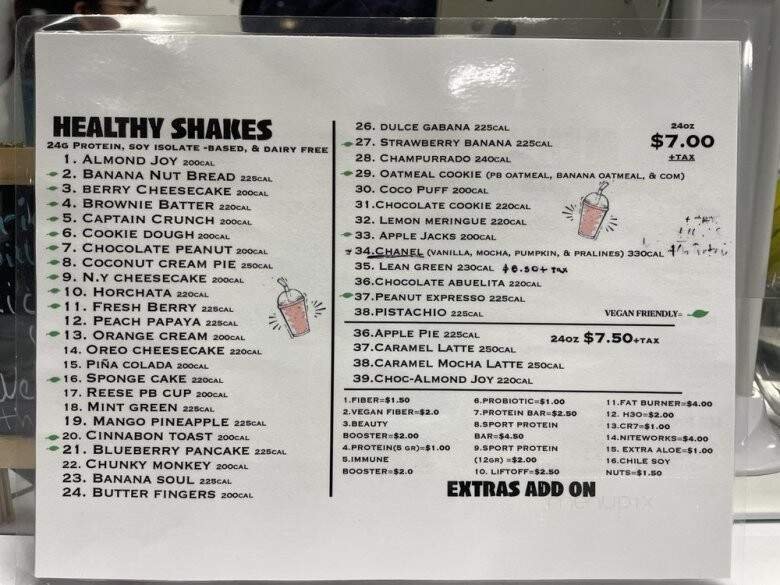 HEALTHY SHAKES
24G PROTEIN, SOY ISOLATE -BASED, & DAIRY FREE
1. ALMOND JOY 200CAL
2. BANANA NUT BREAD 225CAL
3. BERRY CHEESECAKE 200CAL
4. BROWNIE BATTER 220CAL
5. CAPTAIN CRUNCH 200CAL
6. COOKIE DOUGH 200CAL
7. CHOCOLATE PEANUT 200CAL
8. COCONUT CREAM PIE 250CAL
9. N.Y CHEESECAKE 200CAL
10. HORCHATA 220CAL
11. FRESH BERRY 225CAL
12. PEACH PAPAYA 225CAL
13. ORANGE CREAM 200CAL
14. OREO CHEESECAKE 220CAL
15. PIÑA COLADA 200CAL
16. SPONGE CAKE 220CAL
17. REESE PB CUP 200CAL
18. MINT GREEN 225CAL
19. MANGO PINEAPPLE 225CAL
20. CINNABON TOAST 200CAL
21. BLUEBERRY PANCAKE 225CAL
22. CHUNKY MONKEY 200CAL
23. BANANA SOUL 225CAL
24. BUTTER FINGERS 200CAL
26. DULCE GABANA 225CAL
27. STRAWBERRY BANANA 225CAL
28. CHAMPURRADO 240CAL
29. OATMEAL COOKIE (PB OATMEAL, BANANA OATMEAL, & COM)
30. COCO PUFF 200CAL
31.CHOCOLATE COOKIE 220CAL
32. LEMON MERINGUE 220CAL
33. APPLE JACKS 200CAL
34.CHANEL (VANILLA, MOCHA, PUMPKIN, & PRALINES) 330CAL
35. LEAN GREEN 230CAL $8.50+ TAX
36.CHOCOLATE ABUELITA 220CAL
37.PEANUT EXPRESSO 225CAL
38.PISTACHIO 225CAL
24OZ
$7.00
+TAX
VEGAN FRIENDLY=
36.APPLE PIE 225CAL
37.CARAMEL LATTE 250CAL
38.CARAMEL MOCHA LATTE 250CAL
39.CHOC-ALMOND JOY 220CAL
24OZ $7.50+TAX
1.FIBER=$1.50
2.VEGAN FIBER=$2.0
3.BEAUTY
BOOSTER=$2.00
4.PROTEIN(5 GR)=$1.00
5.IMMUNE
BOOSTER=$2.0
6.PROBIOTIC=$1.00
7.PROTEIN BAR=$2.50
8.SPORT PROTEIN
BAR=$4.50
9.SPORT PROTEIN
(12GR) =$2.00
10. LIFTOFF=$2.50
11.FAT BURNER=$4.00
12. H3O=$2.00
13.CR7=$1.00
14.NITEWORKS=$4.00
15. EXTRA ALOE=$1.00
16.CHILE SOY
NUTS=$1.50
EXTRAS ADD ON